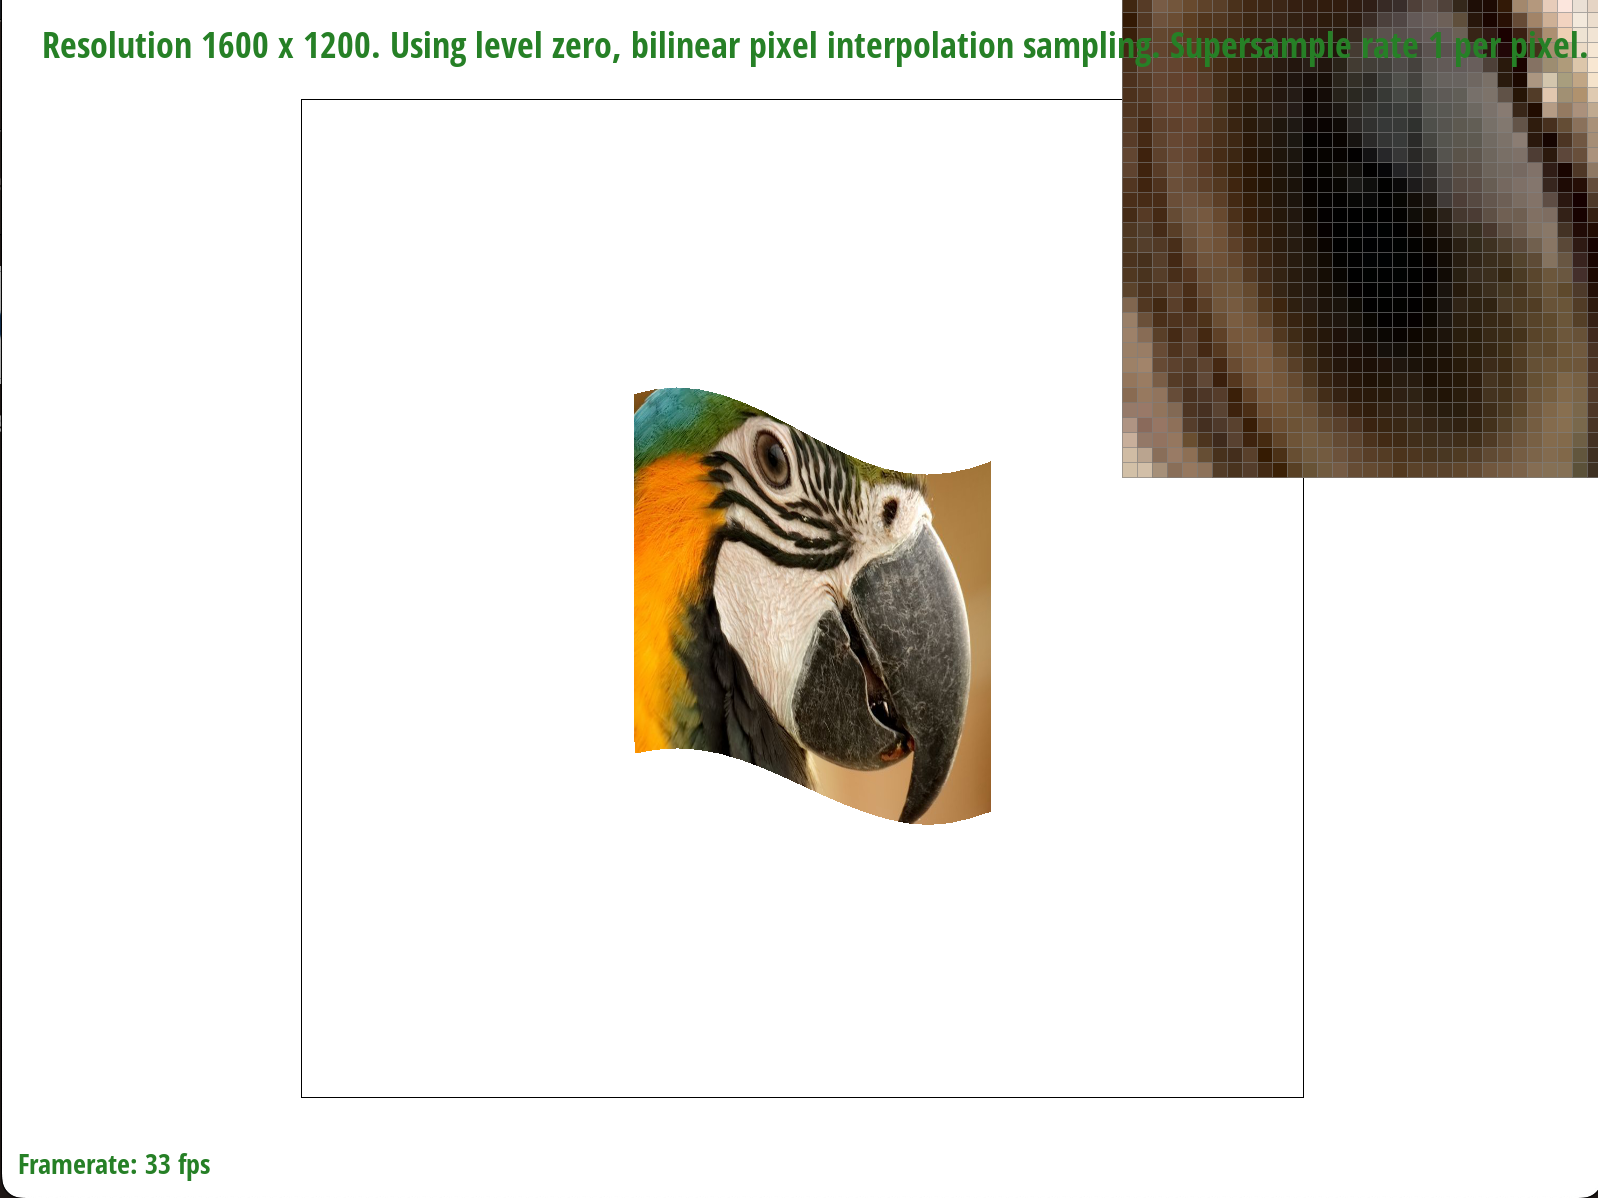 Resolution 1600 x 1200. Using level zero, bilinear pixel interpolation sampling. Supersample rate 1 per pixel.
Framerate: 33 fps